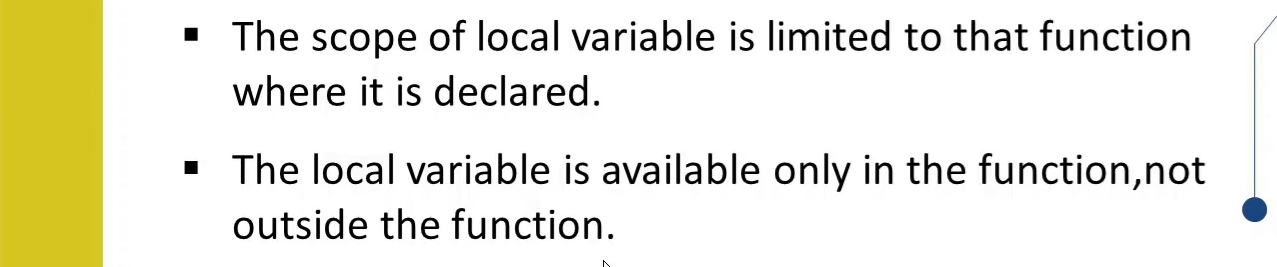 ▪ The scope of local variable is limited to that function
where it is declared.
▪ The local variable is available only in the function,not
outside the function.